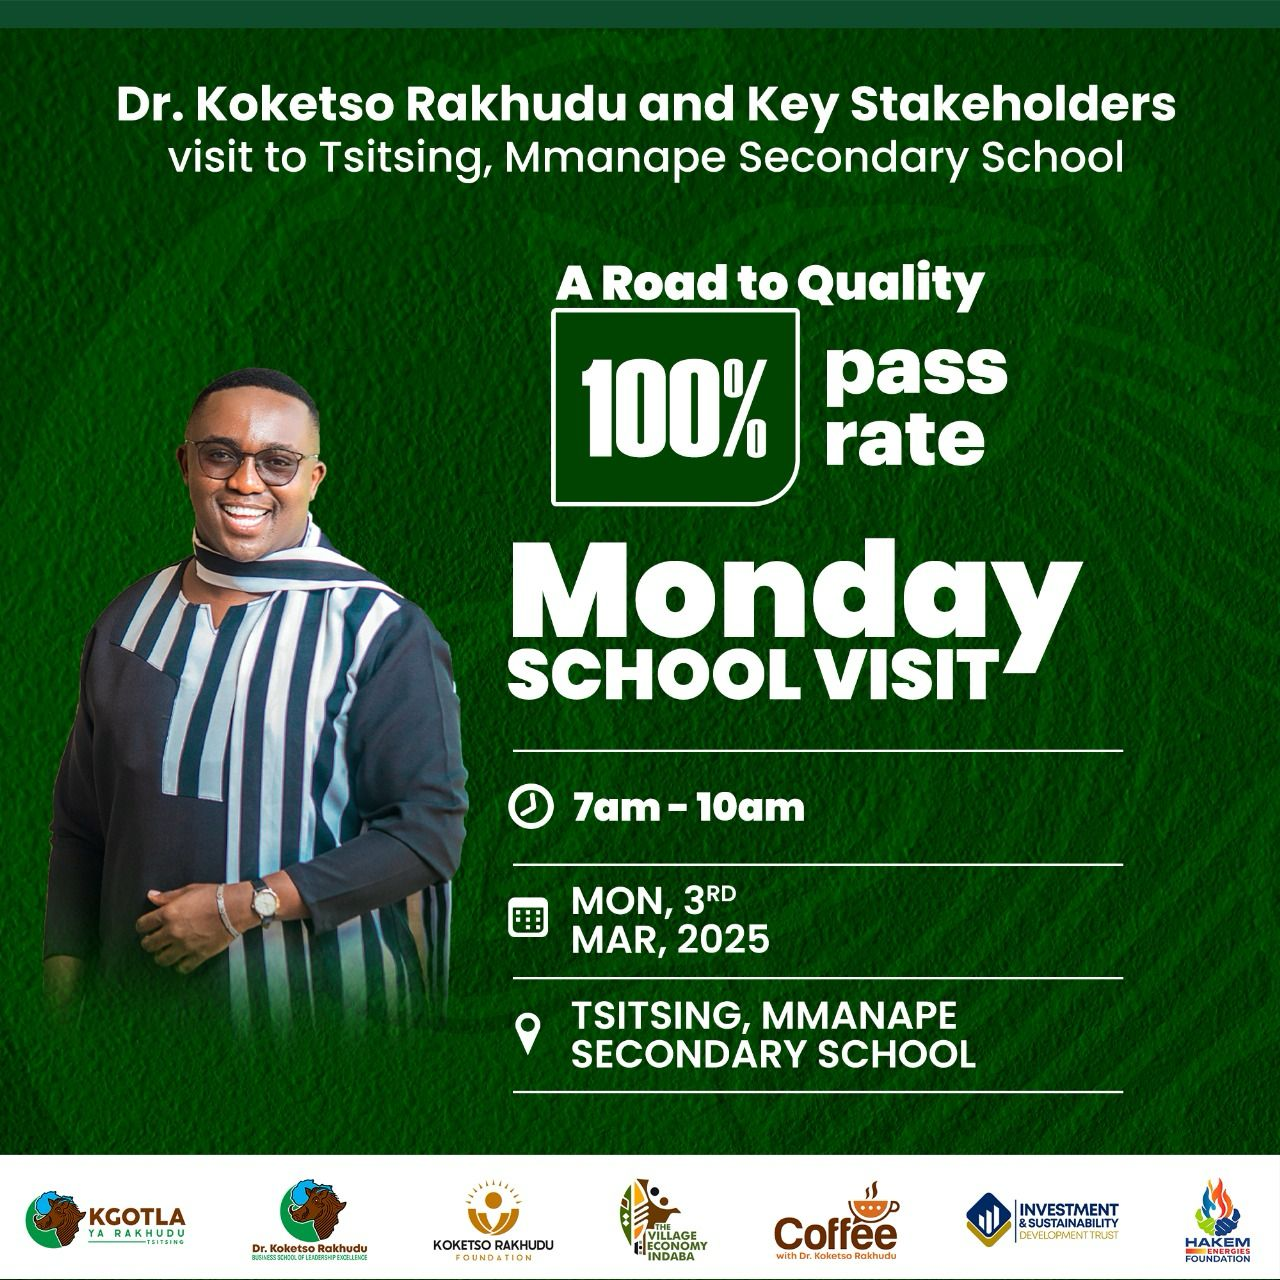 Dr. Koketso Rakhudu and Key Stakeholders
visit to Tsitsing, Mmanape Secondary School
A Road to Quality
100%
pass
rate
Monday
SCHOOL VISIT
7am - 10am
MON, 3RD
MAR, 2025
TSITSING, MMANAPE
SECONDARY SCHOOL
KGOTLA
YA RAKHUDU
TSITSING
Dr. Koketso Rakhudu
BUSINESS SCHOOL OF LEADERSHIP EXCELLENCE
KOKETSO RAKHUDU
FOUNDATION
THE
VILLAGE
ECONOMY
INDABA
Coffee
with Dr. Koketso Rakhudu
INVESTMENT
& SUSTAINABILITY
DEVELOPMENT TRUST
HAKEM
ENERGIES
FOUNDATION